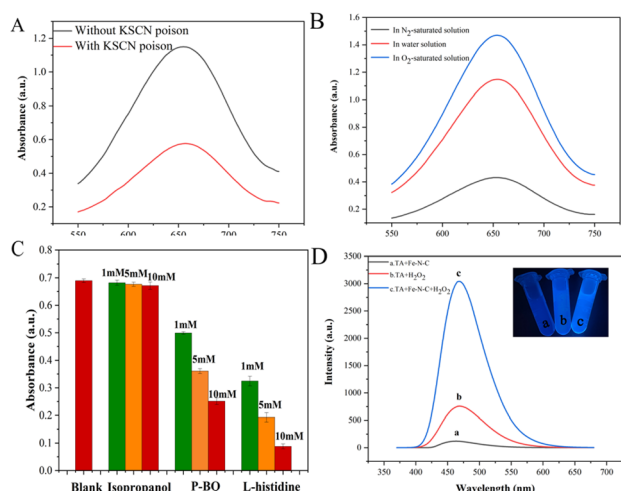 A
Without KSCN poison
With KSCN poison
Absorbance (a.u.)
1.2
1.0
0.8
0.6
0.4
0.2
550 600 650 700 750
B
In N2-saturated solution
In water solution
In O2-saturated solution
Absorbance (a.u.)
1.6
1.4
1.2
1.0
0.8
0.6
0.4
0.2
550 600 650 700 750
C
Absorbance (a.u.)
0.8
0.7
0.6
0.5
0.4
0.3
0.2
0.1
0.0
1mM 5mM 10mM
1mM
5mM
10mM
1mM
5mM
10mM
Blank Isopropanol P-BO L-histidine
D
a.TA+Fe-N-C
b.TA+H2O2
c.TA+Fe-N-C+H2O2
Intensity (a.u.)
3500
3000
2500
2000
1500
1000
500
0
c
b
a
a b c
350 400 450 500 550 600 650 700
Wavelength (nm)